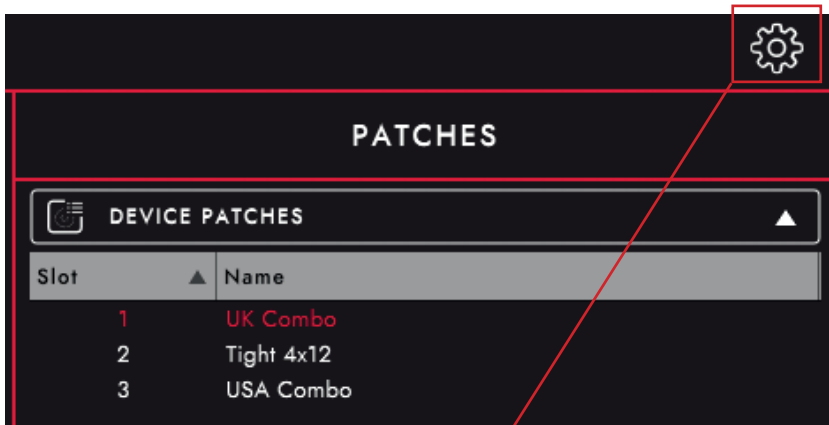 PATCHES
DEVICE PATCHES
Slot Name
1 UK Combo
2 Tight 4x12
3 USA Combo